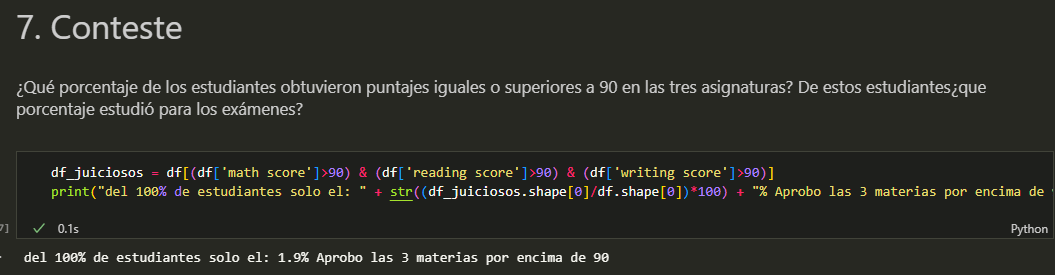 7. Conteste
¿Qué porcentaje de los estudiantes obtuvieron puntajes iguales o superiores a 90 en las tres asignaturas? De estos estudiantes¿que
porcentaje estudió para los exámenes?
df_juiciosos = df[(df['math score']>90) & (df['reading score']>90) & (df['writing score']>90)]
print("del 100% de estudiantes solo el: " + str((df_juiciosos.shape[0]/df.shape[0])*100) + "% Aprobo las 3 materias por encima de
7]
0.1s
Python
del 100% de estudiantes solo el: 1.9% Aprobo las 3 materias por encima de 90